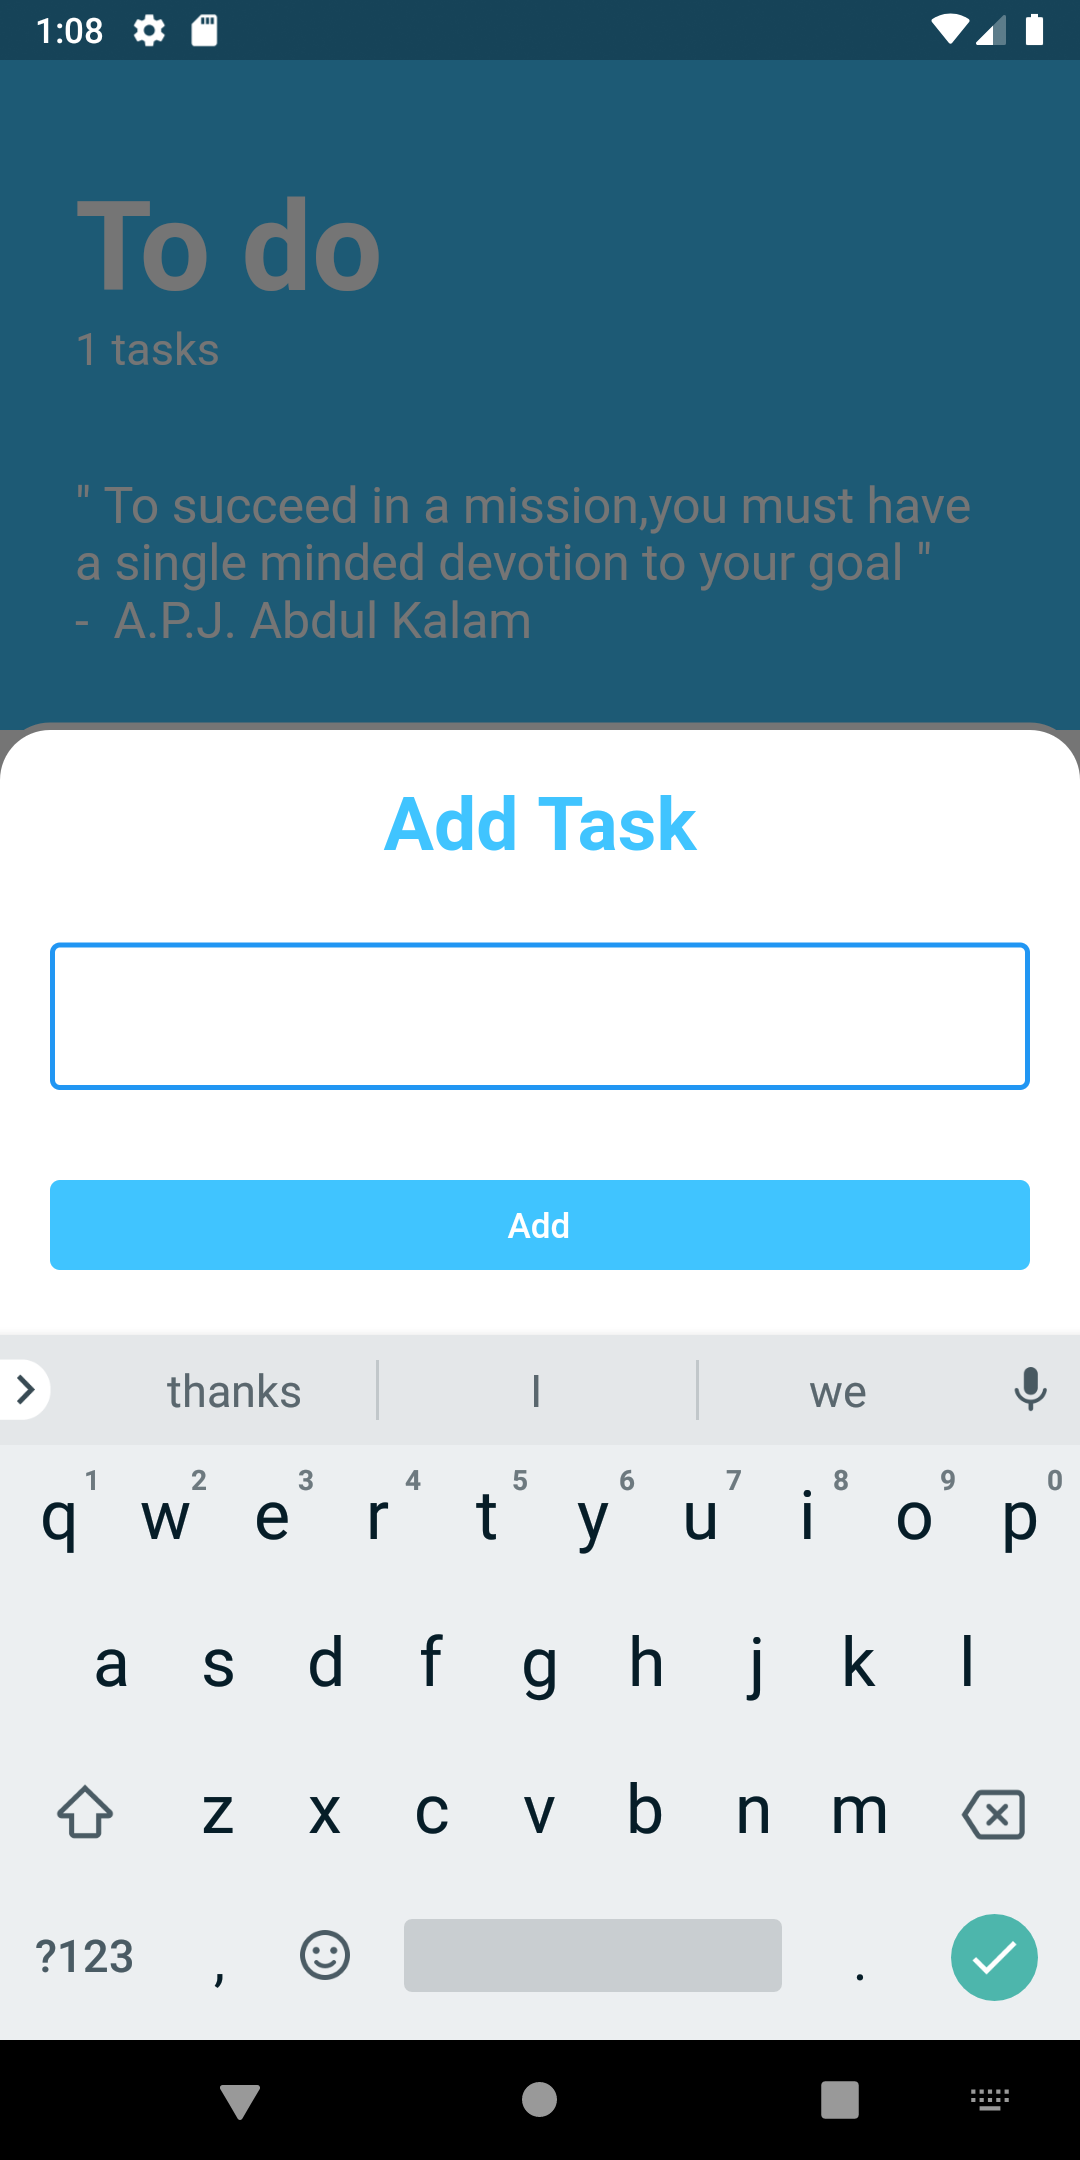 1:08
To do
1 tasks
" To succeed in a mission,you must have
a single minded devotion to your goal "
- A.P.J. Abdul Kalam
Add Task
Add
thanks I we
1 2 3 4 5 6 7 8 9 0
q w e r t y u i o p
a s d f g h j k l
z x c v b n m
?123 , .